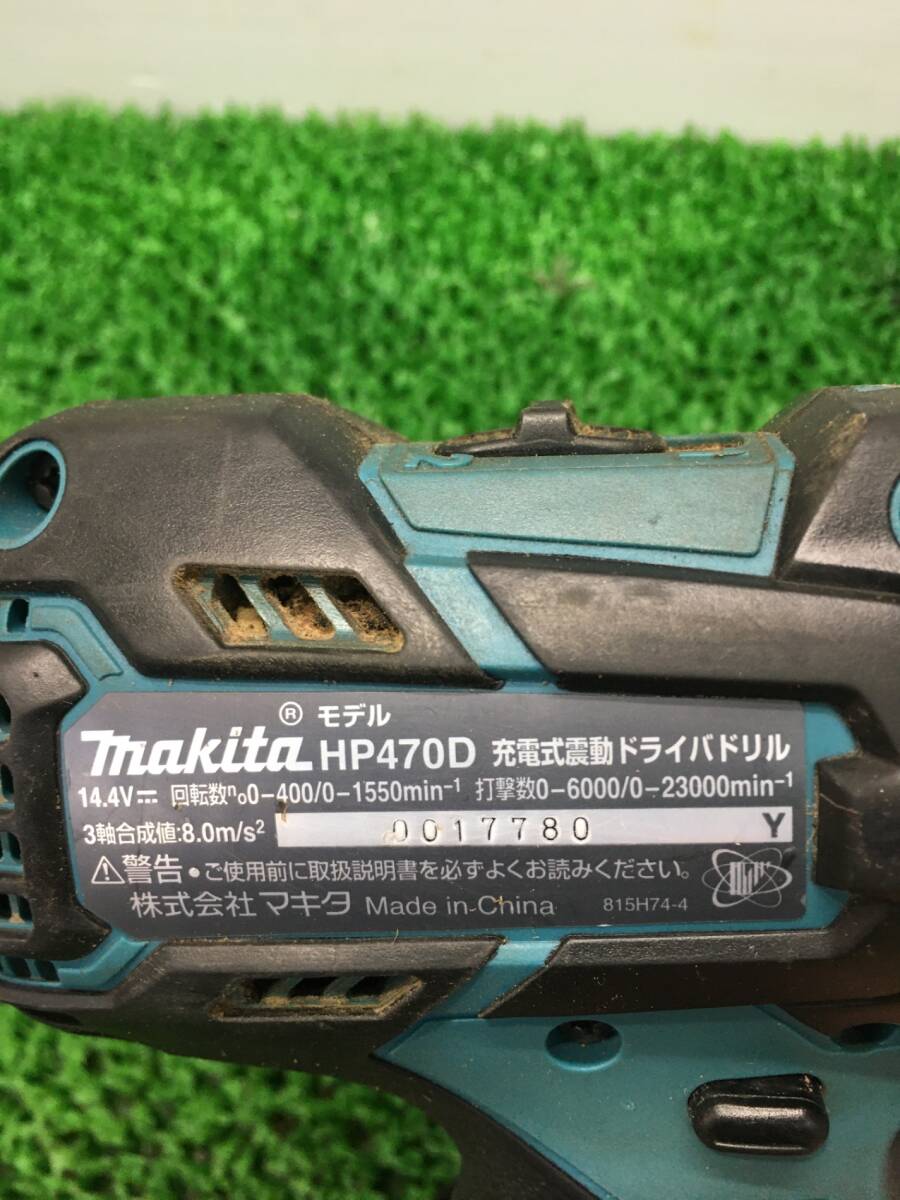 2 1
makita® モデル HP470D 充電式震動ドライバドリル
14.4V⎓ 回転数n₀0-400/0-1550min⁻¹ 打撃数0-6000/0-23000min⁻¹
3軸合成値:8.0m/s² 0017780 Y
⚠警告・ご使用前に取扱説明書を必ずよくお読みください。
株式会社 マキタ Made in China 815H74-4